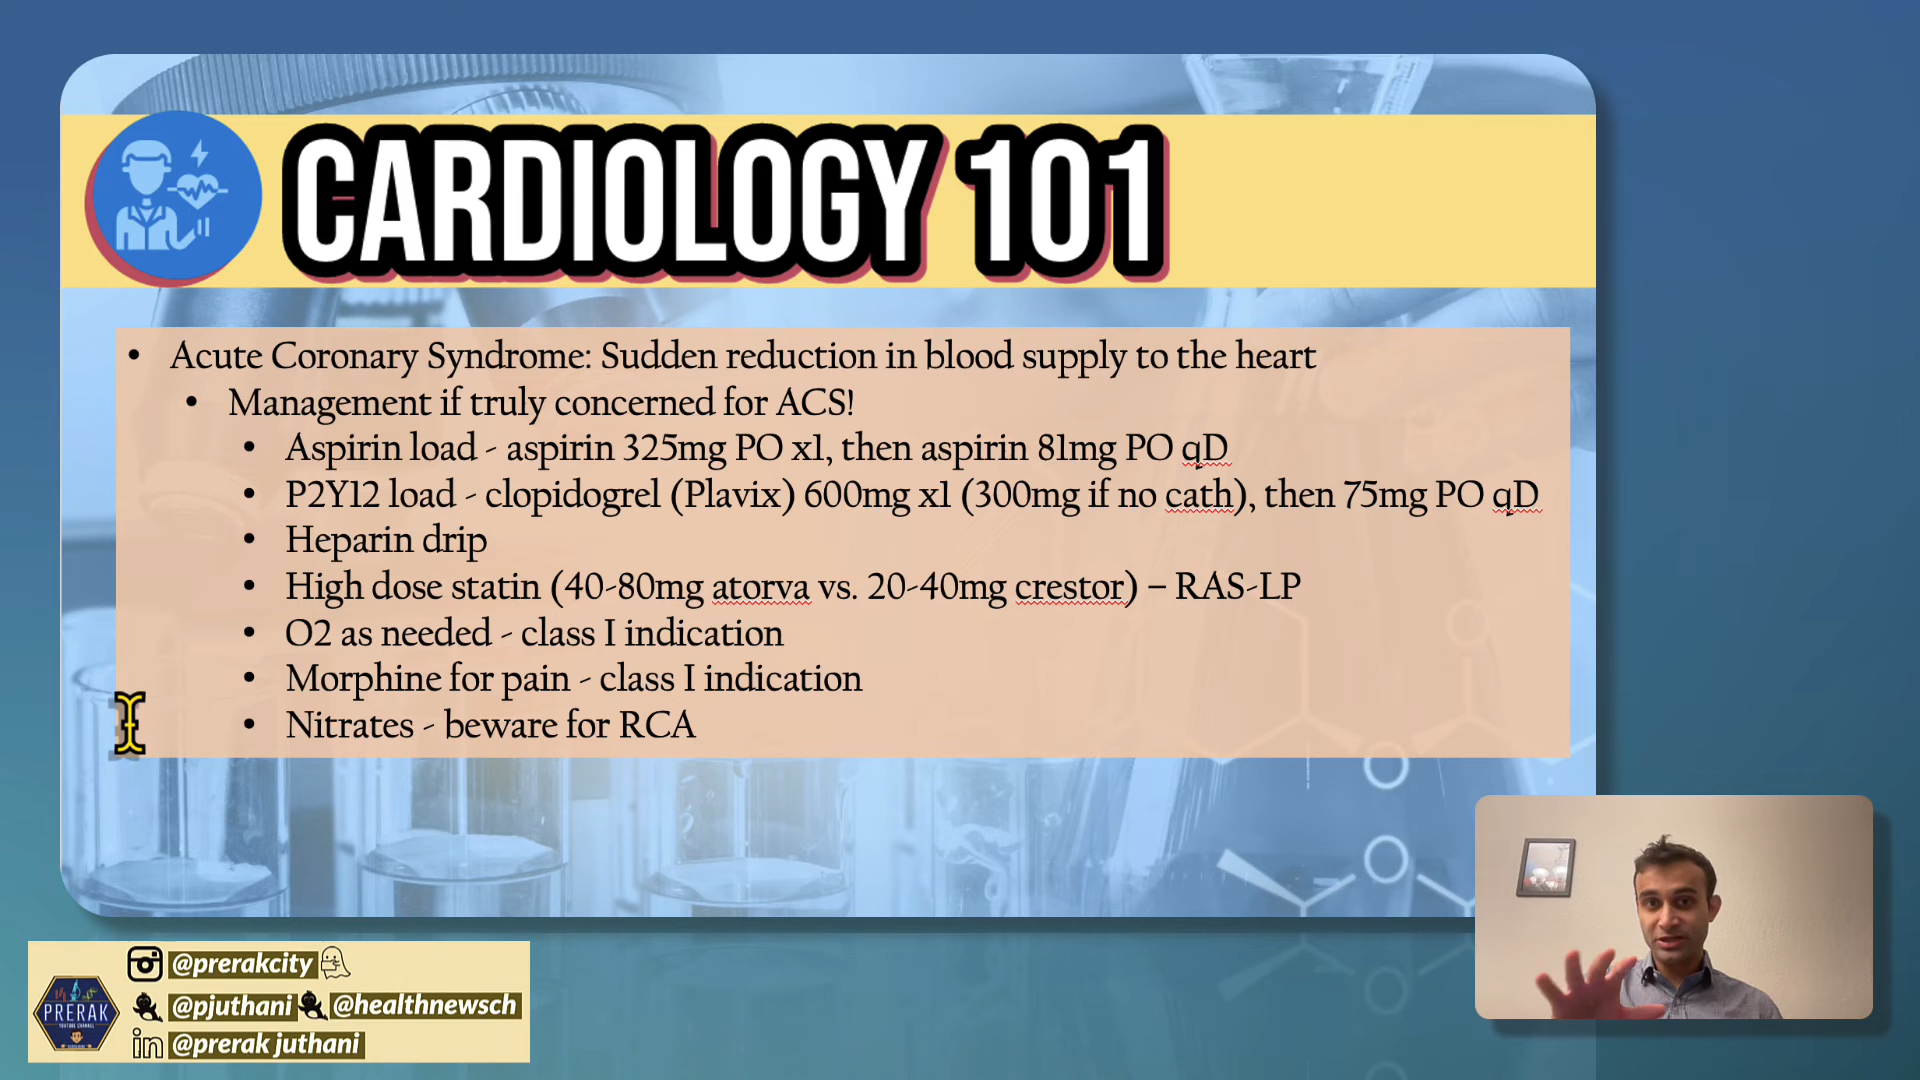 CARDIOLOGY 101
• Acute Coronary Syndrome: Sudden reduction in blood supply to the heart
• Management if truly concerned for ACS!
• Aspirin load - aspirin 325mg PO x1, then aspirin 81mg PO qD
• P2Y12 load - clopidogrel (Plavix) 600mg x1 (300mg if no cath), then 75mg PO qD
• Heparin drip
• High dose statin (40-80mg atorva vs. 20-40mg crestor) – RAS-LP
• O2 as needed - class I indication
• Morphine for pain - class I indication
• Nitrates - beware for RCA
PRERAK
@prerakcity
@pjuthani @healthnewsch
in @prerak juthani